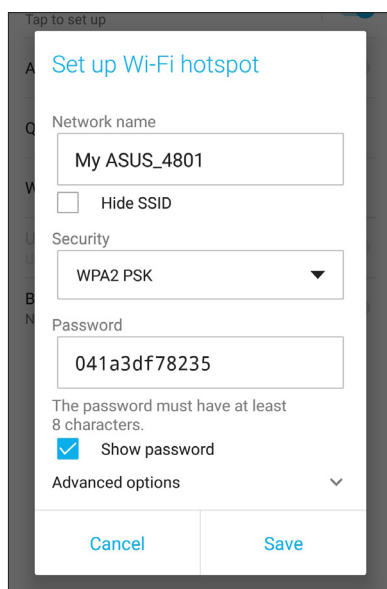 Tap to set up
Set up Wi-Fi hotspot
A
Network name
Q
My ASUS_4801
Hide SSID
W
Security
U
U
WPA2 PSK
B
N
Password
041a3df78235
The password must have at least
8 characters.
Show password
Advanced options
Cancel
Save